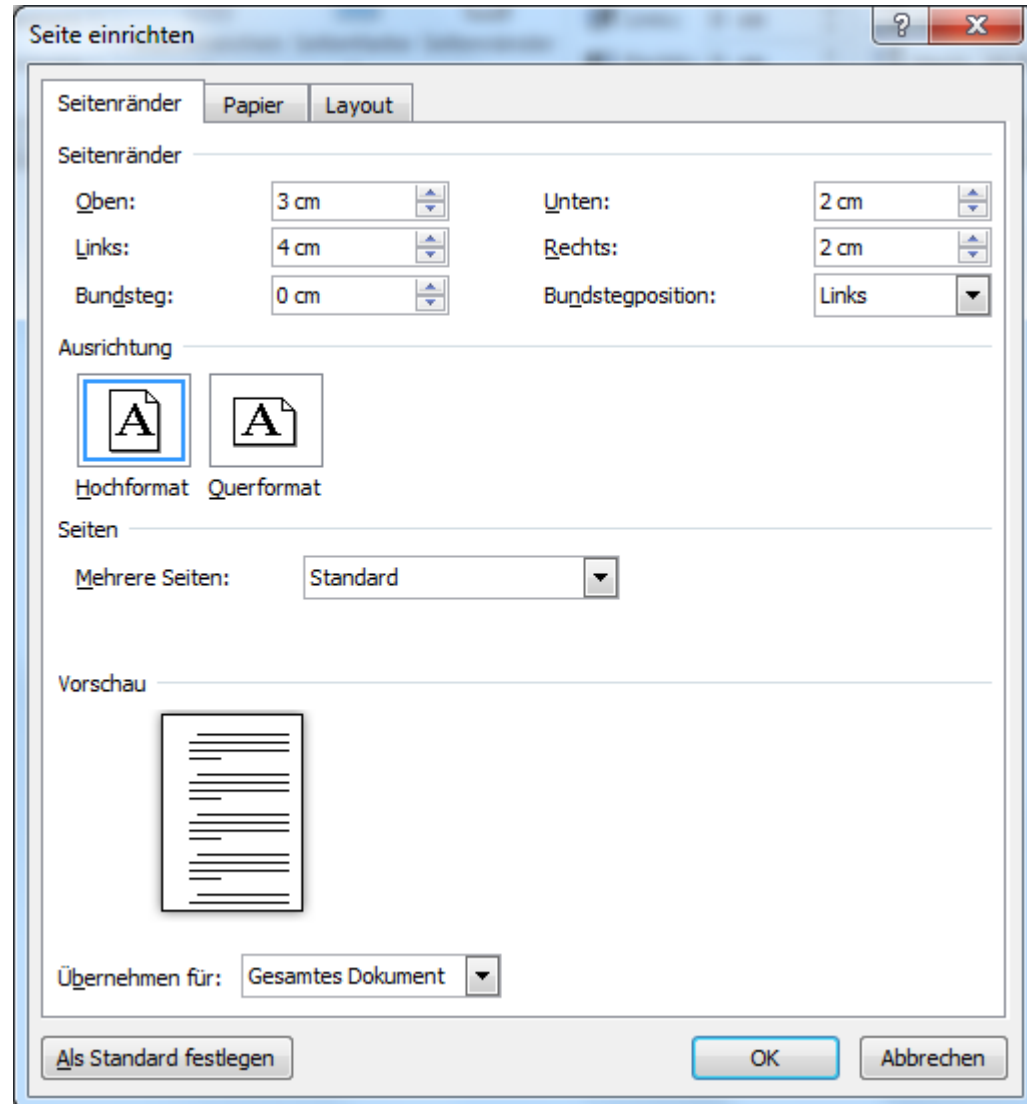 Seite einrichten
Seitenränder Papier Layout
Seitenränder
Oben: 3 cm Unten: 2 cm
Links: 4 cm Rechts: 2 cm
Bundsteg: 0 cm Bundstegposition: Links
Ausrichtung
A A
Hochformat Querformat
Seiten
Mehrere Seiten: Standard
Vorschau
Übernehmen für: Gesamtes Dokument
Als Standard festlegen OK Abbrechen